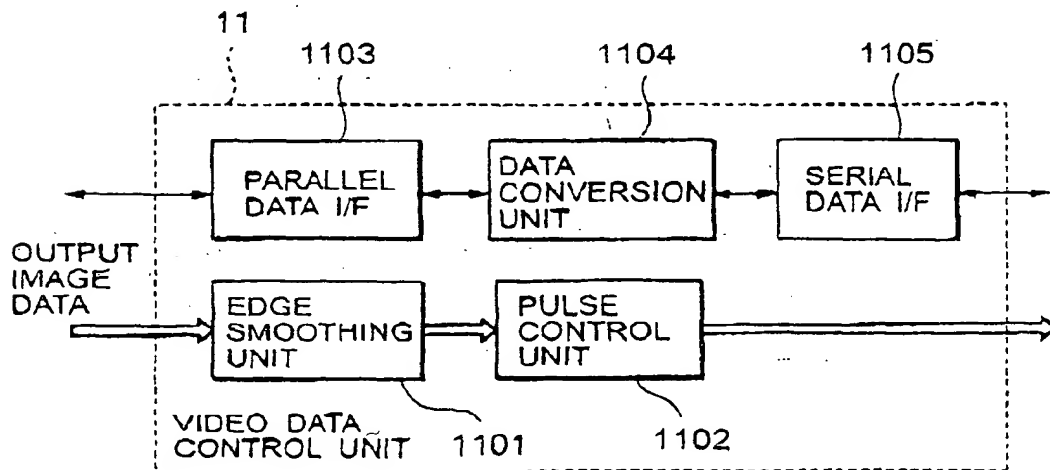 11
1103
1104
1105
PARALLEL
DATA I/F
DATA
CONVERSION
UNIT
SERIAL
DATA I/F
OUTPUT
IMAGE
DATA
EDGE
SMOOTHING
UNIT
PULSE
CONTROL
UNIT
VIDEO DATA
CONTROL UNIT
1101
1102